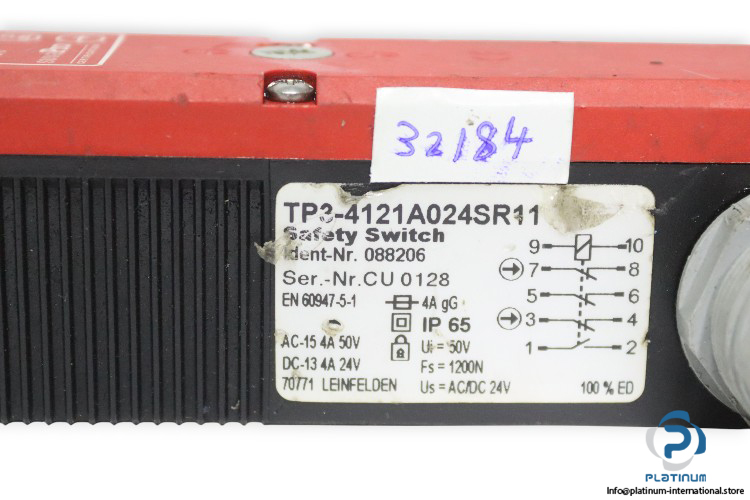 32184
TP3-4121A024SR11
Safety Switch
Ident-Nr. 088206
Ser.-Nr.CU 0128
EN 60947-5-1
4A gG
IP 65
AC-15 4A 50V
Ui = 50V
DC-13 4A 24V
Fs = 1200N
70771 LEINFELDEN
Us = AC/DC 24V
100 % ED
9 10
7 8
5 6
3 4
1 2
PLATINUM
Info@platinum-international.store